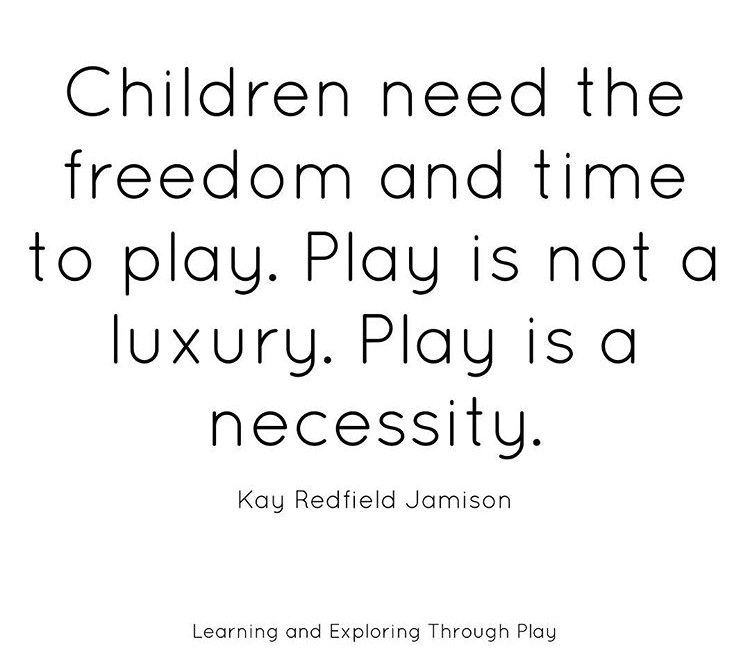 Children need the
freedom and time
to play. Play is not a
luxury. Play is a
necessity.
Kay Redfield Jamison
Learning and Exploring Through Play